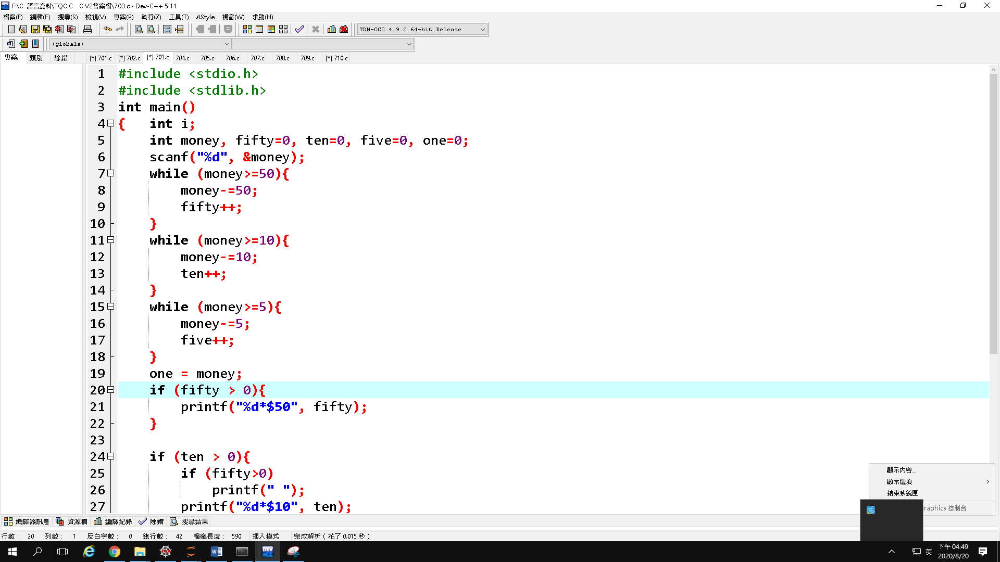 F:\C 語言資料\TQC C   C V2答案檔\703.c - Dev-C++ 5.11
檔案(F) 編輯(E) 搜尋(S) 檢視(V) 專案(P) 執行(Z) 工具(T) AStyle 視窗(W) 求助(H)
TDM-GCC 4.9.2 64-bit Release
(globals)
專案 類別 除錯
[*] 701.c [*] 702.c [*] 703.c 704.c 705.c 706.c 707.c 708.c 709.c [*] 710.c
1 #include <stdio.h>
2 #include <stdlib.h>
3 int main()
4 {   int i;
5     int money, fifty=0, ten=0, five=0, one=0;
6     scanf("%d", &money);
7     while (money>=50){
8         money-=50;
9         fifty++;
10     }
11     while (money>=10){
12         money-=10;
13         ten++;
14     }
15     while (money>=5){
16         money-=5;
17         five++;
18     }
19     one = money;
20     if (fifty > 0){
21         printf("%d*$50", fifty);
22     }
23
24     if (ten > 0){
25         if (fifty>0)
26             printf(" ");
27         printf("%d*$10", ten);
顯示內容...
顯示選項
結束系統匣
Graphics 控制台
編譯器訊息 資源檔 編譯紀錄 除錯 搜尋結果
行數： 20 列數： 1 反白字數： 0 總行數： 42 檔案長度： 590 插入模式 完成解析 ( 花了 0.015 秒 )
DEV
英
下午 04:49
2020/8/20